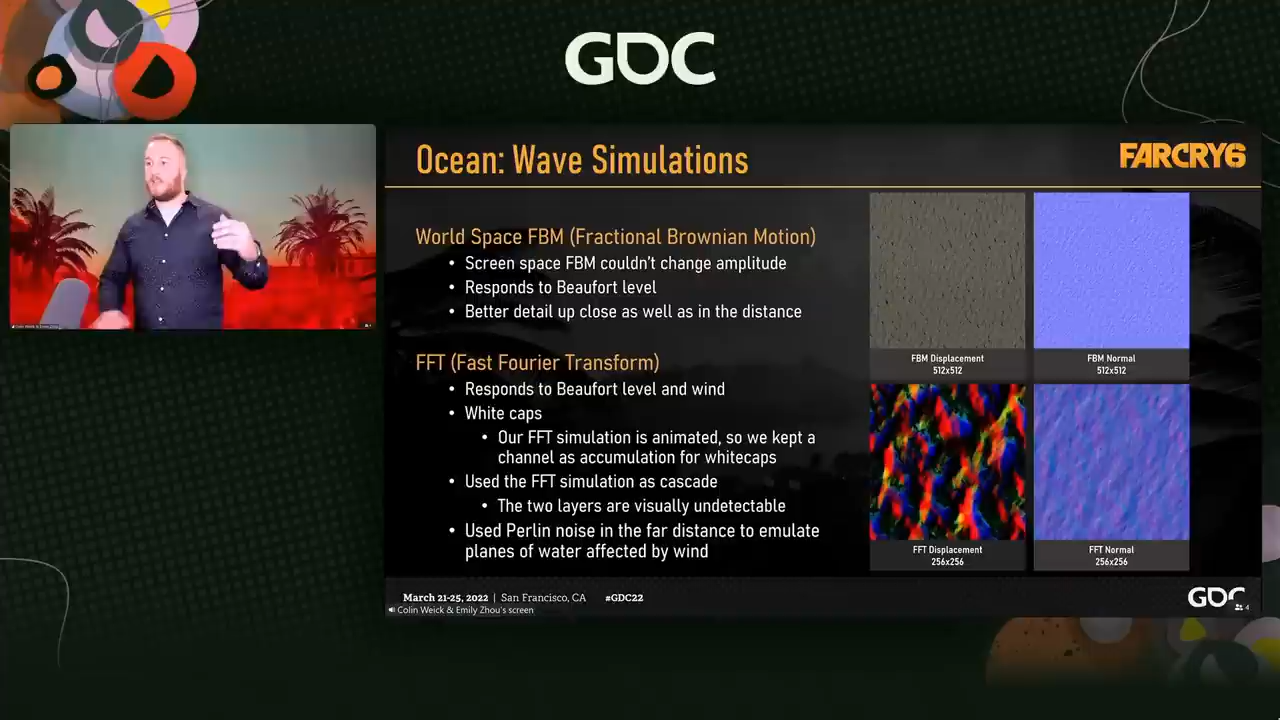 GDC
Ocean: Wave Simulations
FARCRY6
World Space FBM (Fractional Brownian Motion)
• Screen space FBM couldn't change amplitude
• Responds to Beaufort level
• Better detail up close as well as in the distance
FFT (Fast Fourier Transform)
• Responds to Beaufort level and wind
• White caps
• Our FFT simulation is animated, so we kept a
channel as accumulation for whitecaps
• Used the FFT simulation as cascade
• The two layers are visually undetectable
• Used Perlin noise in the far distance to emulate
planes of water affected by wind
FBM Displacement
512x512
FBM Normal
512x512
FFT Displacement
256x256
FFT Normal
256x256
Colin Weick & Emily Zhou
March 21-25, 2022 | San Francisco, CA #GDC22
GDC
Colin Weick & Emily Zhou's screen
4